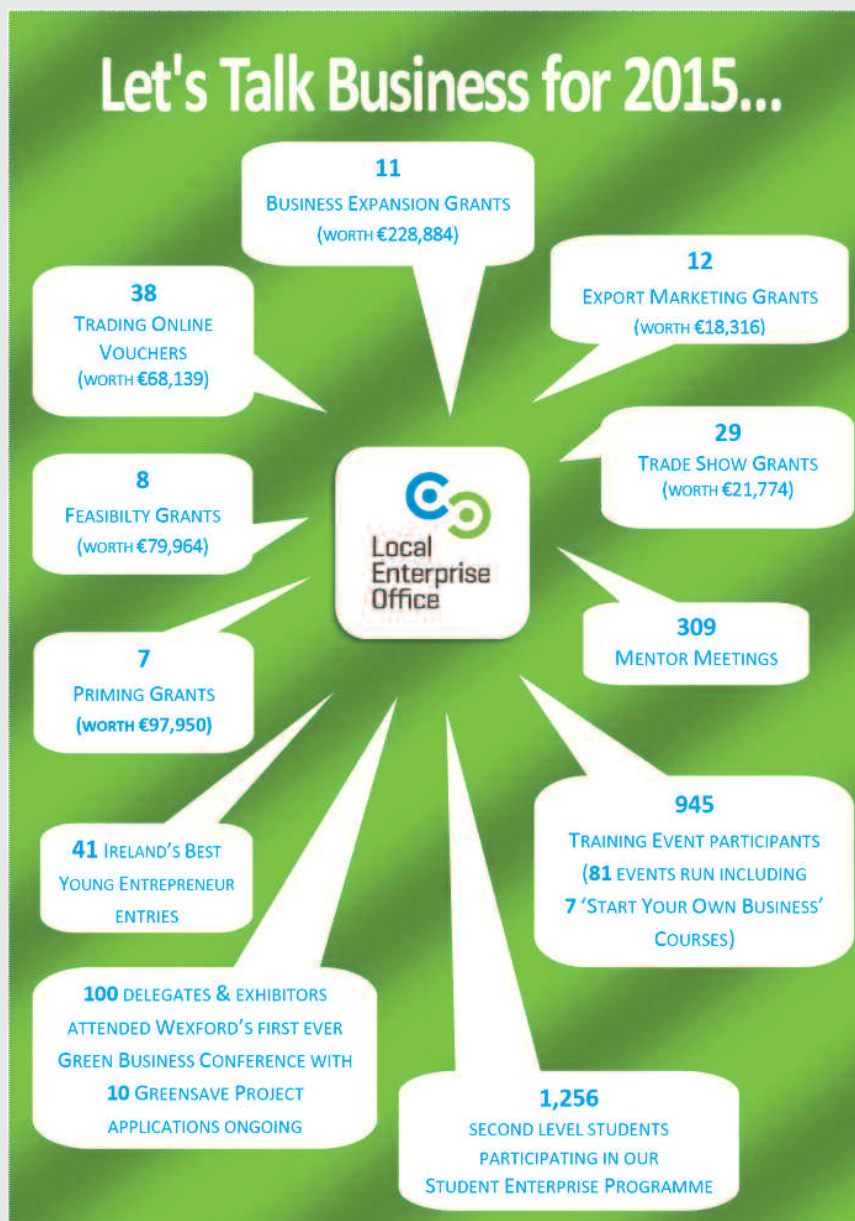 Let's Talk Business for 2015...
11
BUSINESS EXPANSION GRANTS
(WORTH €228,884)
12
EXPORT MARKETING GRANTS
(WORTH €18,316)
38
TRADING ONLINE
VOUCHERS
(WORTH €68,139)
29
TRADE SHOW GRANTS
(WORTH €21,774)
8
FEASIBILTY GRANTS
(WORTH €79,964)
Local
Enterprise
Office
309
MENTOR MEETINGS
7
PRIMING GRANTS
(WORTH €97,950)
945
TRAINING EVENT PARTICIPANTS
(81 EVENTS RUN INCLUDING
7 ‘START YOUR OWN BUSINESS’
COURSES)
41 IRELAND’S BEST
YOUNG ENTREPRENEUR
ENTRIES
100 DELEGATES & EXHIBITORS
ATTENDED WEXFORD’S FIRST EVER
GREEN BUSINESS CONFERENCE WITH
10 GREENSAVE PROJECT
APPLICATIONS ONGOING
1,256
SECOND LEVEL STUDENTS
PARTICIPATING IN OUR
STUDENT ENTERPRISE PROGRAMME